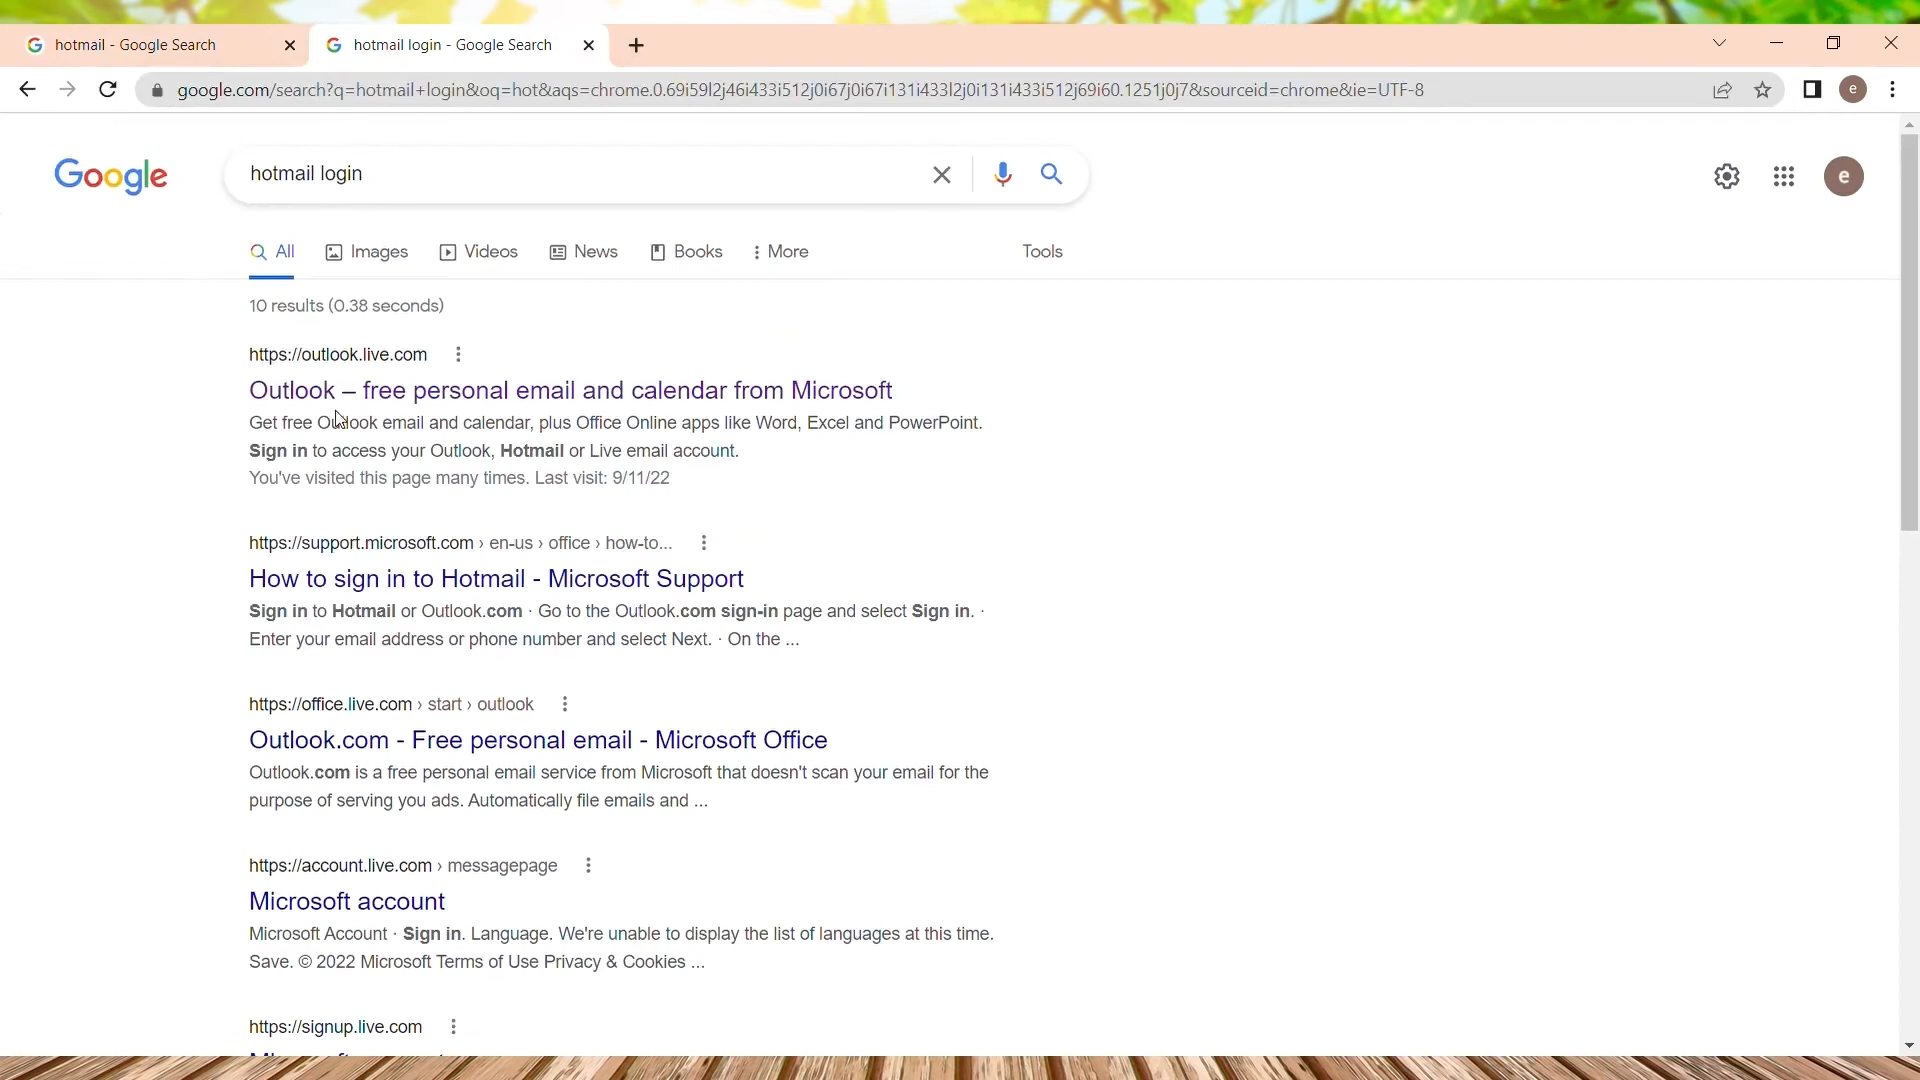 hotmail - Google Search
hotmail login - Google Search
google.com/search?q=hotmail+login&oq=hot&aqs=chrome.0.69i59l2j46i433i512j0i67j0i67i131i433l2j0i131i433i512j69i60.1251j0j7&sourceid=chrome&ie=UTF-8
e
Google
hotmail login
e
All Images Videos News Books More Tools
10 results (0.38 seconds)
https://outlook.live.com
Outlook – free personal email and calendar from Microsoft
Get free Outlook email and calendar, plus Office Online apps like Word, Excel and PowerPoint.
Sign in to access your Outlook, Hotmail or Live email account.
You've visited this page many times. Last visit: 9/11/22
https://support.microsoft.com › en-us › office › how-to...
How to sign in to Hotmail - Microsoft Support
Sign in to Hotmail or Outlook.com · Go to the Outlook.com sign-in page and select Sign in. ·
Enter your email address or phone number and select Next. · On the ...
https://office.live.com › start › outlook
Outlook.com - Free personal email - Microsoft Office
Outlook.com is a free personal email service from Microsoft that doesn't scan your email for the
purpose of serving you ads. Automatically file emails and ...
https://account.live.com › messagepage
Microsoft account
Microsoft Account · Sign in. Language. We're unable to display the list of languages at this time.
Save. © 2022 Microsoft Terms of Use Privacy & Cookies ...
https://signup.live.com